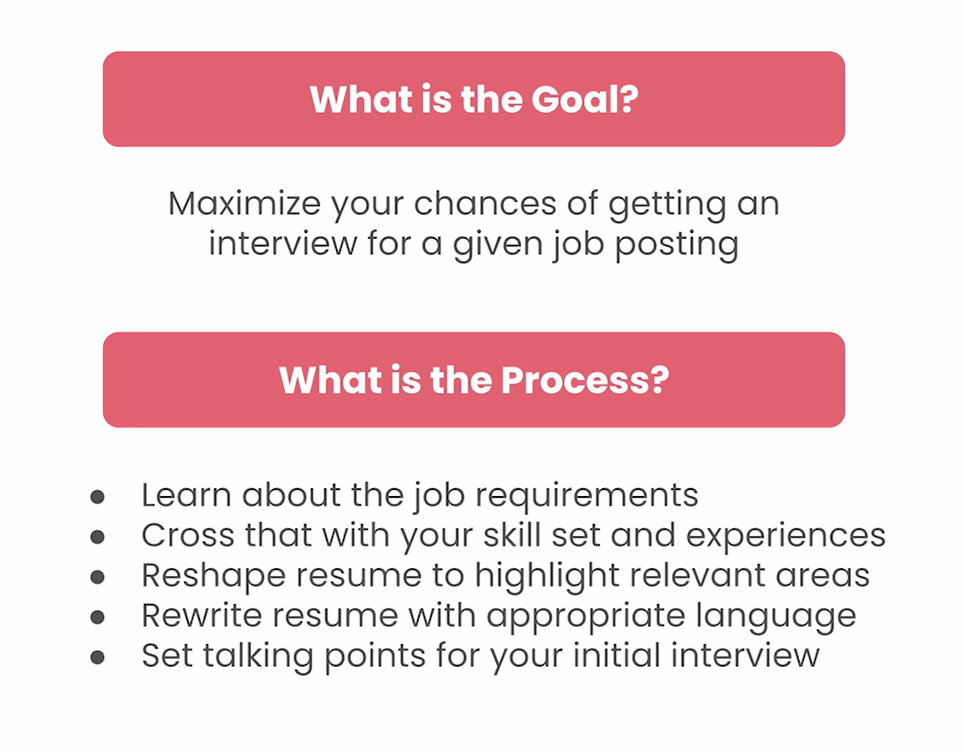 What is the Goal?
Maximize your chances of getting an
interview for a given job posting
What is the Process?
● Learn about the job requirements
● Cross that with your skill set and experiences
● Reshape resume to highlight relevant areas
● Rewrite resume with appropriate language
● Set talking points for your initial interview